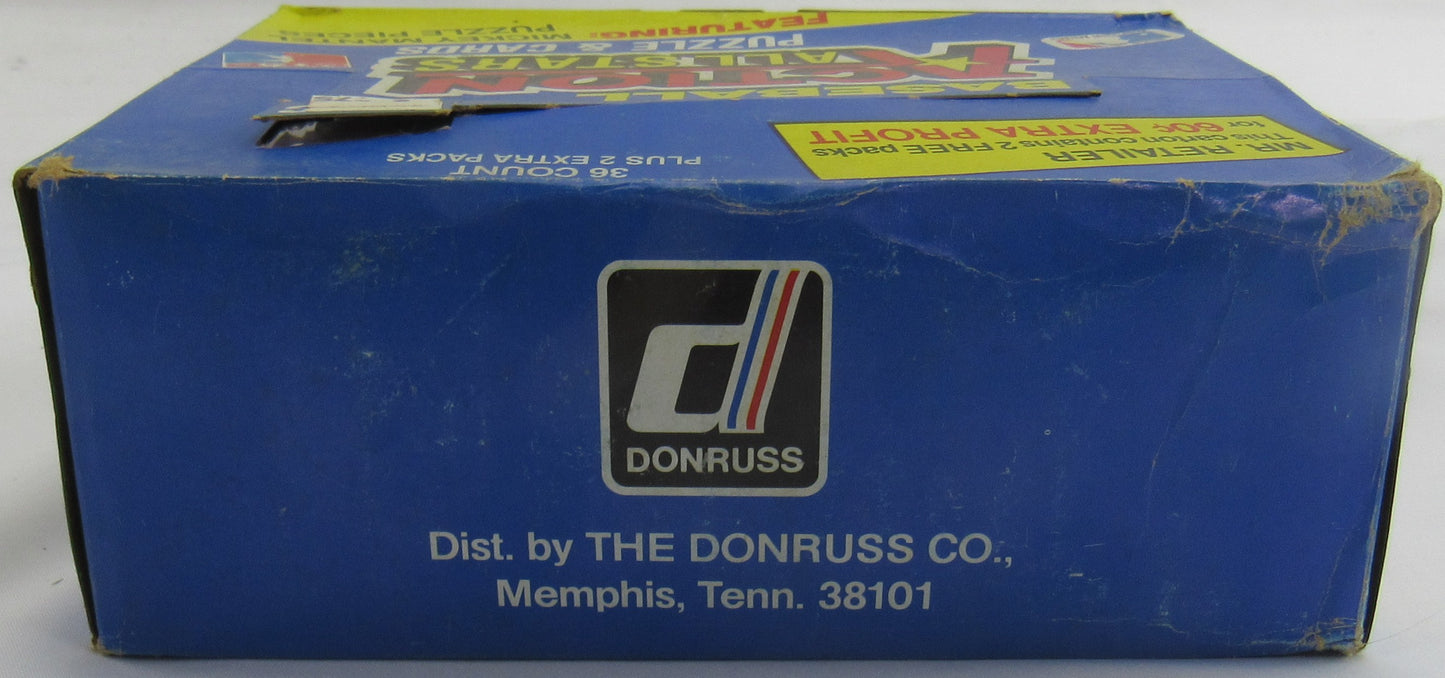 BASEBALL
ACTION
ALL-STARS
PUZZLE & CARDS
FEATURING:
PUZZLE PIECES
MR. RETAILER
This contains 2 FREE packs
for 60¢ EXTRA PROFIT
36 COUNT
PLUS 2 EXTRA PACKS
DONRUSS
Dist. by THE DONRUSS CO.,
Memphis, Tenn. 38101